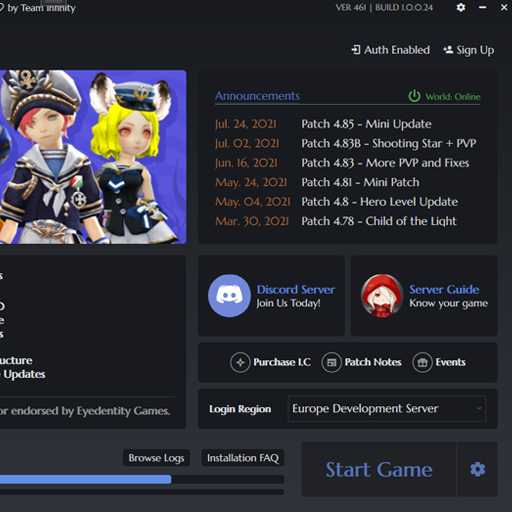 by Team Infinity
VER 461 | BUILD 1.0.0.24
Auth Enabled
Sign Up
Announcements
World: Online
Jul. 24, 2021 Patch 4.85 - Mini Update
Jul. 02, 2021 Patch 4.83B - Shooting Star + PVP
Jun. 16, 2021 Patch 4.83 - More PVP and Fixes
May. 24, 2021 Patch 4.81 - Mini Patch
May. 04, 2021 Patch 4.8 - Hero Level Update
Mar. 30, 2021 Patch 4.78 - Child of the Light
Discord Server
Join Us Today!
Server Guide
Know your game
ucture
Updates
Purchase I.C
Patch Notes
Events
or endorsed by Eyedentity Games.
Login Region
Europe Development Server
Browse Logs
Installation FAQ
Start Game